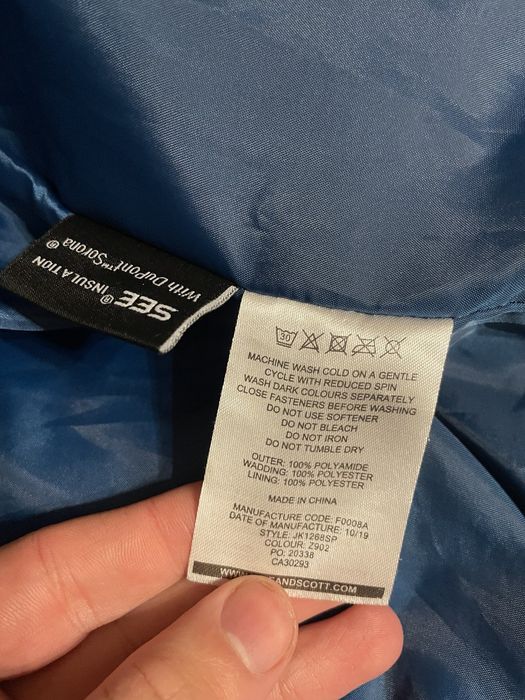 SEE®
INSULATION
With DuPont™ Sorona®
30
MACHINE WASH COLD ON A GENTLE
CYCLE WITH REDUCED SPIN
WASH DARK COLOURS SEPARATELY
CLOSE FASTENERS BEFORE WASHING
DO NOT USE SOFTENER
DO NOT BLEACH
DO NOT IRON
DO NOT TUMBLE DRY
OUTER: 100% POLYAMIDE
WADDING: 100% POLYESTER
LINING: 100% POLYESTER
MADE IN CHINA
MANUFACTURE CODE: F0008A
DATE OF MANUFACTURE: 10/19
STYLE: JK1268SP
COLOUR: Z902
PO: 20338
CA30293